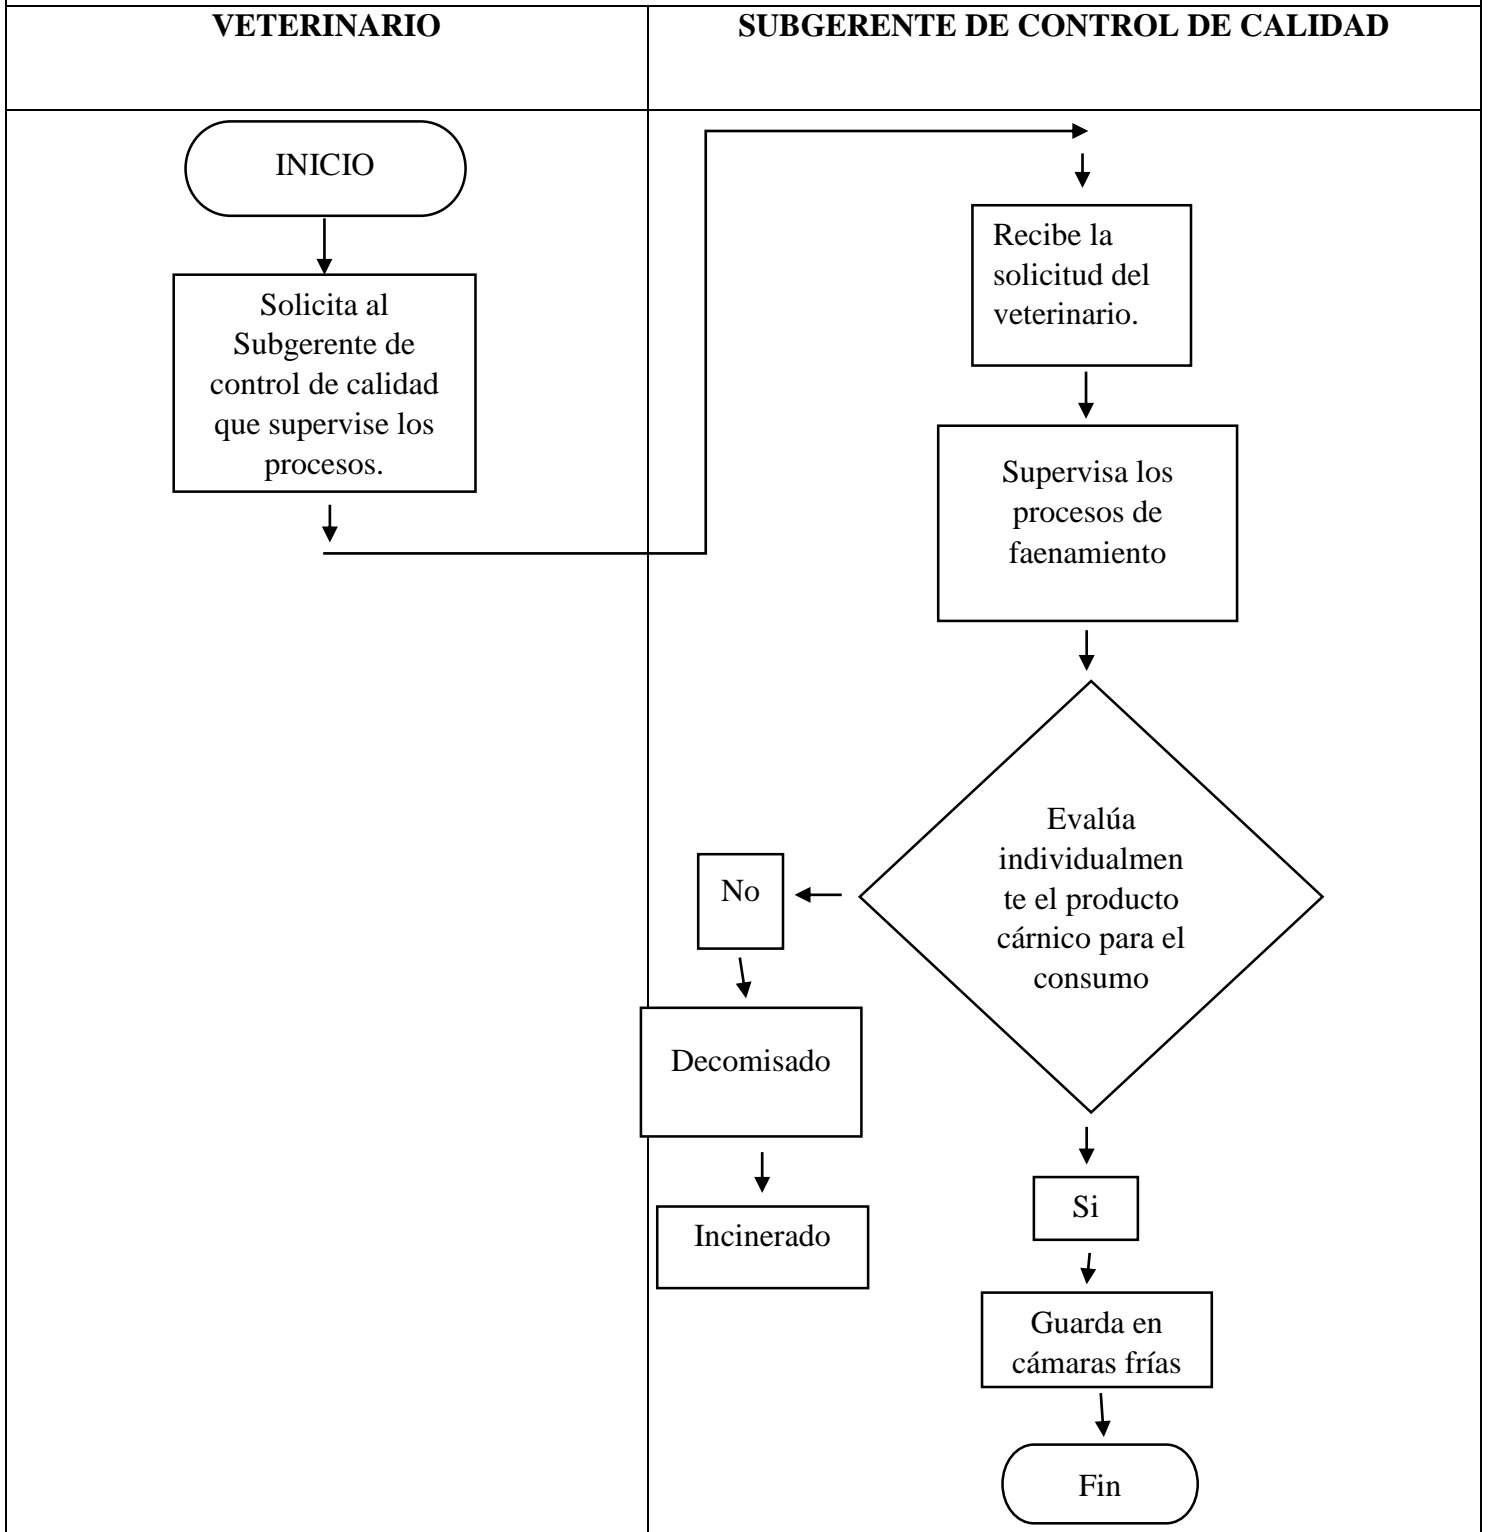 VETERINARIO
SUBGERENTE DE CONTROL DE CALIDAD
INICIO
Solicita al
Subgerente de
control de calidad
que supervise los
procesos.
Recibe la
solicitud del
veterinario.
Supervisa los
procesos de
faenamiento
Evalúa
individualmen
te el producto
cárnico para el
consumo
No
Decomisado
Incinerado
Si
Guarda en
cámaras frías
Fin